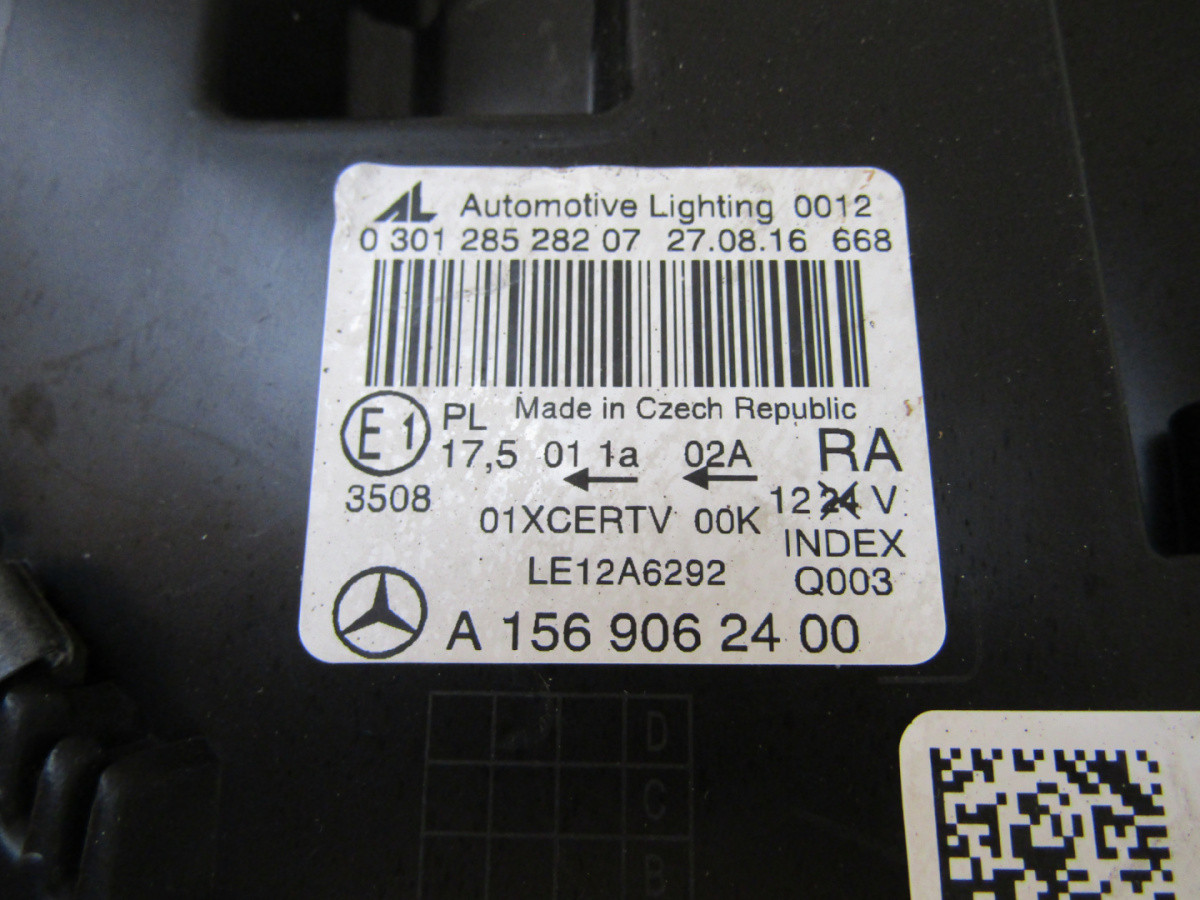 AL Automotive Lighting 0012
0 301 285 282 07 27.08.16 668
Made in Czech Republic
E1 PL
17,5 01 1a 02A RA
3508
12 24 V
01XCERTV 00K
INDEX
LE12A6292
Q003
A 156 906 24 00
D
C
B